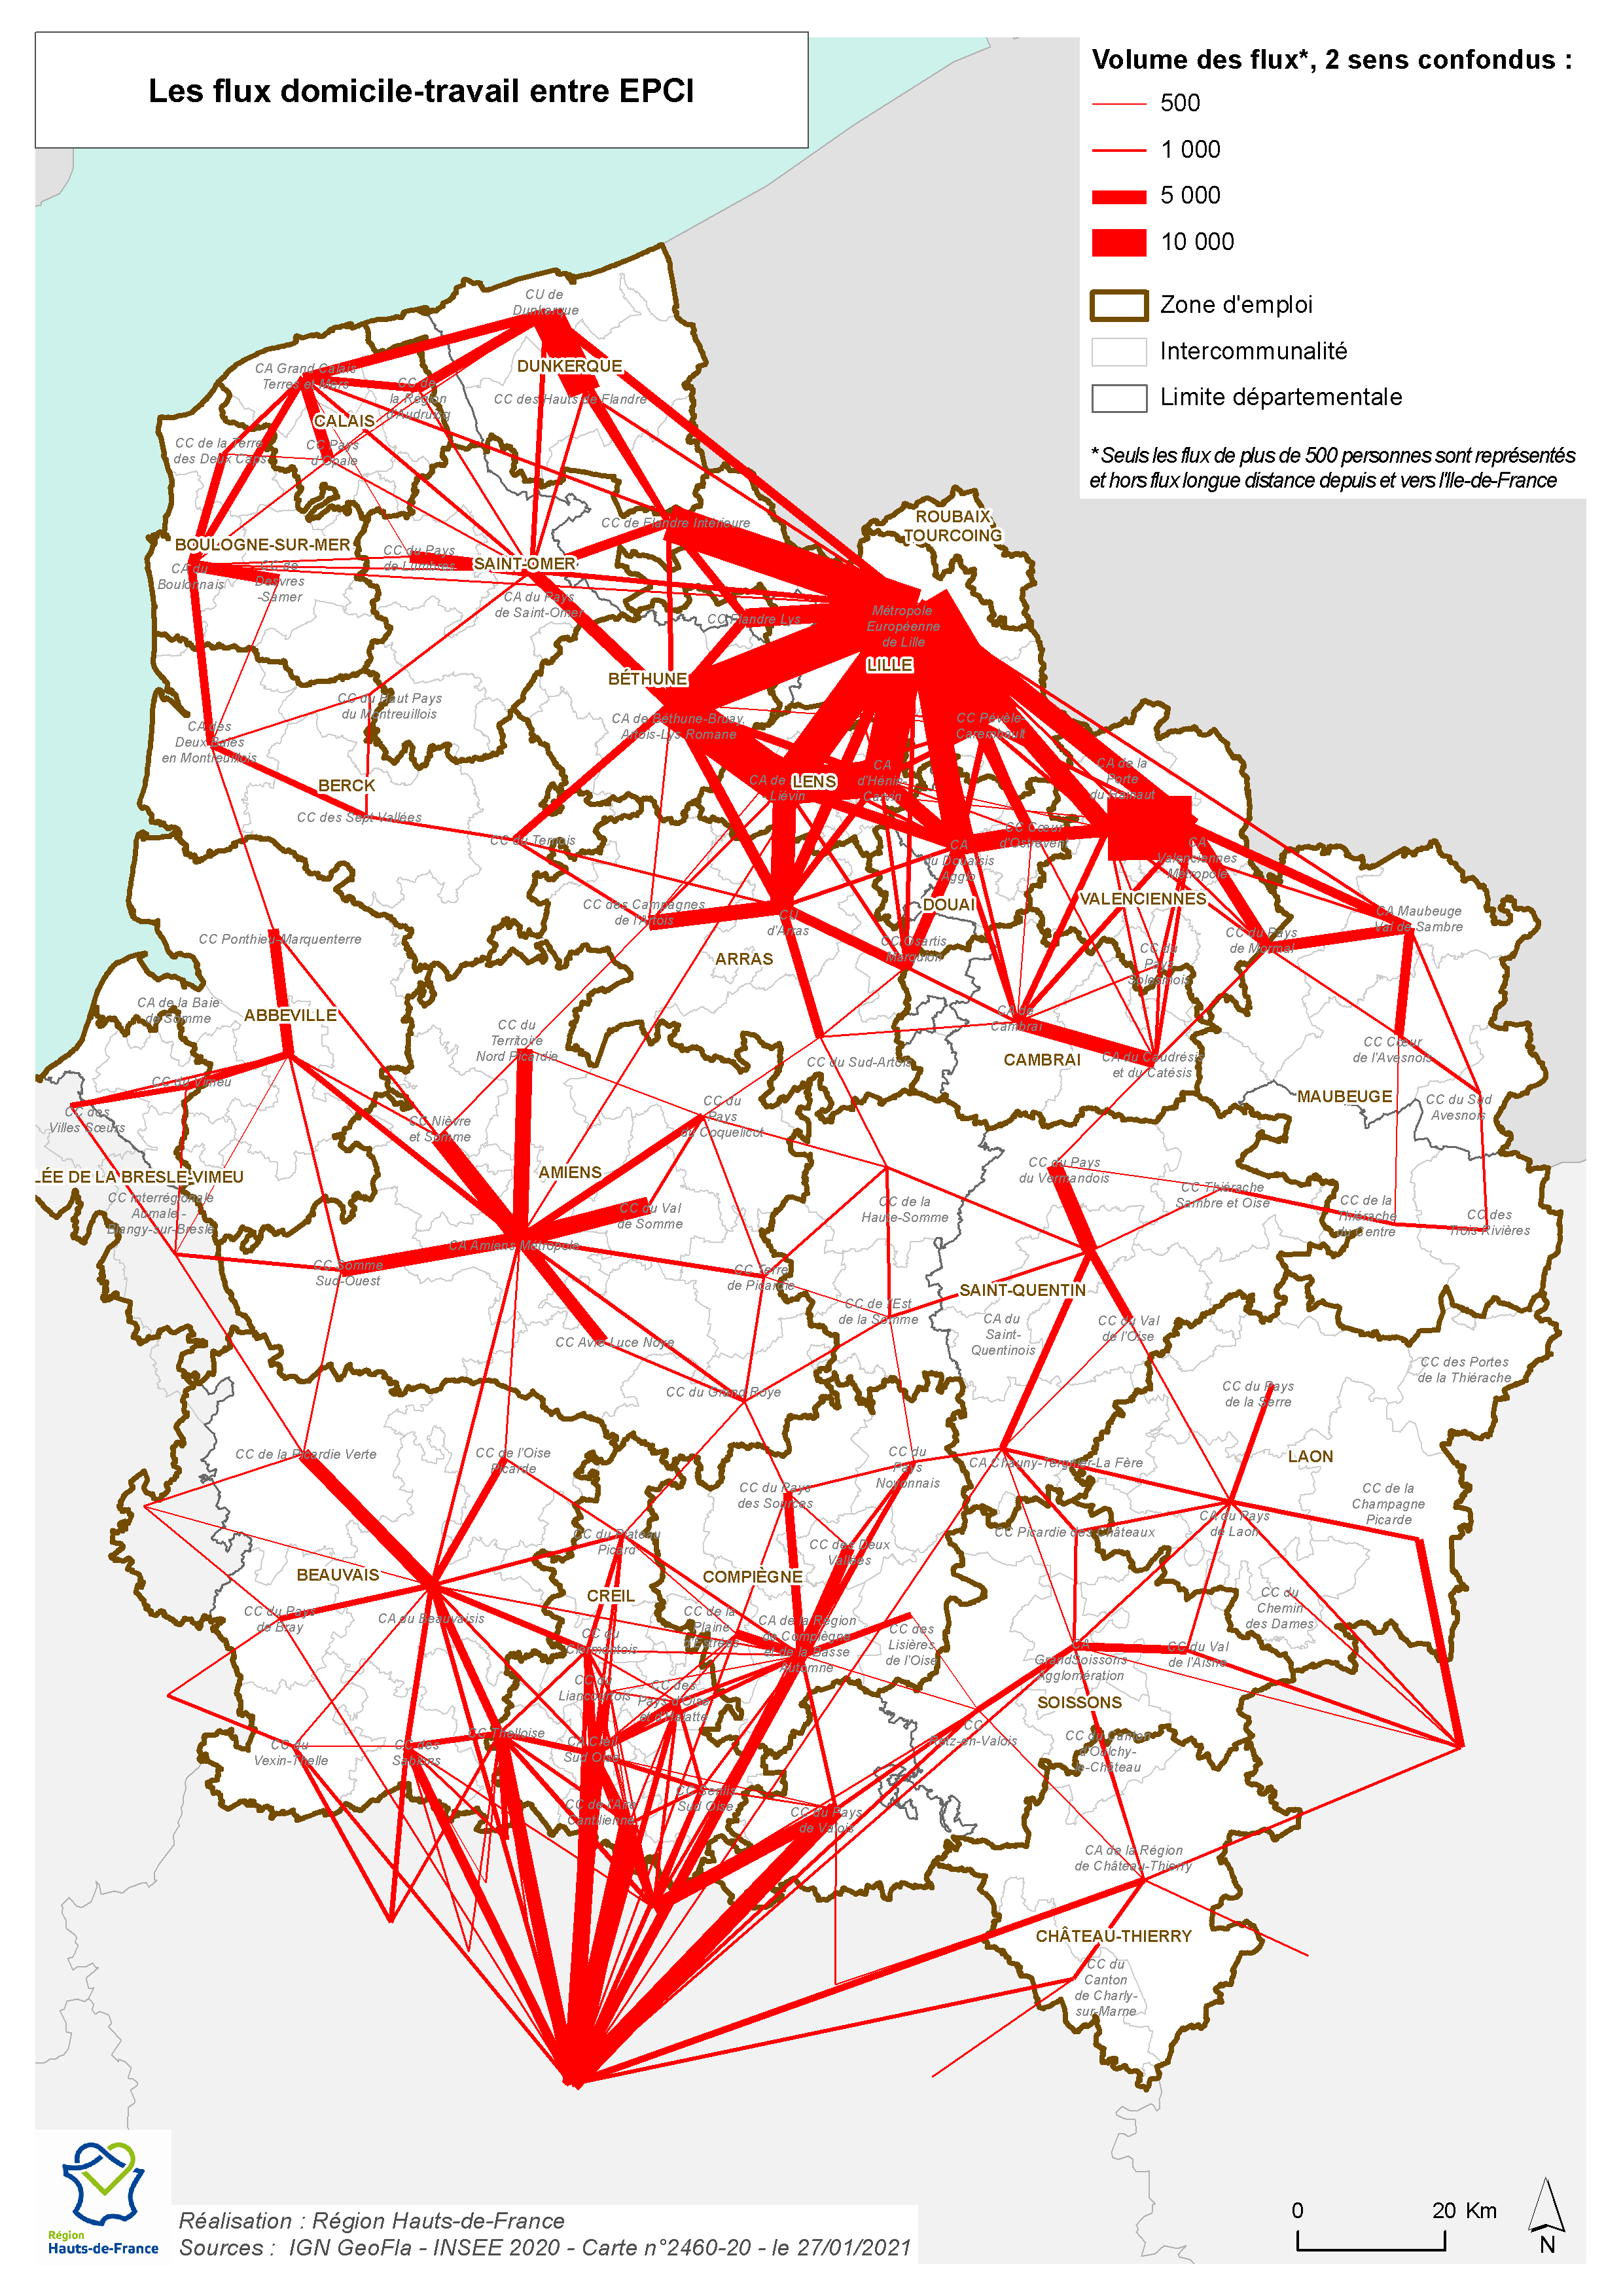 Les flux domicile-travail entre EPCI
Volume des flux*, 2 sens confondus :
500
1 000
5 000
10 000
Zone d'emploi
Intercommunalité
Limite départementale
* Seuls les flux de plus de 500 personnes sont représentés
et hors flux longue distance depuis et vers l'Ile-de-France
CU de
Dunkerque
DUNKERQUE
CC des Hauts de Flandre
CA Grand Calais
Terres et Mers
CC de
la Région
d'Audruicq
CALAIS
CC Pays
d'Opale
CC de la Terre
des Deux Caps
BOULOGNE-SUR-MER
CA du
Boulonnais
CC de
Desvres
-Samer
CC du Pays
de Lumbres
SAINT-OMER
CA du Pays
de Saint-Omer
CC de Flandre Intérieure
CC Flandre Lys
ROUBAIX
TOURCOING
Métropole
Européenne
de Lille
LILLE
BÉTHUNE
CA de Béthune-Bruay,
Artois-Lys Romane
CC du Haut Pays
du Montreuillois
CA des
Deux Baies
en Montreuillois
BERCK
CC des Sept Vallées
CC du Ternois
CC Pévèle-
Carembault
CA de
Liévin
LENS
CA
d'Hénin-
Carvin
CA de la
Porte
du Hainaut
CC Cœur
d'Ostrevent
CA
du Douaisis
Agglo
CA
Valenciennes
Métropole
DOUAI
VALENCIENNES
CC des Campagnes
de l'Artois
CU
d'Arras
ARRAS
CC Osartis
Marquion
CC du
Pays
Solesmois
CC du Pays
de Mormal
CA Maubeuge
Val de Sambre
CC Ponthieu-Marquenterre
CA de la Baie
de Somme
ABBEVILLE
CC du
Territoire
Nord Picardie
CA de
Cambrai
CAMBRAI
CA du Caudrésis
et du Catésis
CC du Sud-Artois
CC Cœur
de l'Avesnois
MAUBEUGE
CC du Sud
Avesnois
CC du Vimeu
CC des
Villes Sœurs
CC Nièvre
et Somme
CC du
Pays
du Coquelicot
AMIENS
LÉE DE LA BRESLE-VIMEU
CC interrégionale
Aumale -
Blangy-sur-Bresle
CC du Val
de Somme
CA Amiens Métropole
CC Somme
Sud-Ouest
CC Terre
de Picardie
CC de la
Haute-Somme
CC du Pays
du Vermandois
CC Thiérache
Sambre et Oise
CC de la
Thiérache
du Centre
CC des
Trois Rivières
SAINT-QUENTIN
CA du
Saint-
Quentinois
CC de l'Est
de la Somme
CC du Val
de l'Oise
CC Avre Luce Noye
CC du Grand Roye
CC des Portes
de la Thiérache
CC du Pays
de la Serre
LAON
CC de la Picardie Verte
CC de l'Oise
Picarde
CC du
Pays
Noyonnais
CA Chauny-Tergnier-La Fère
CC du Pays
des Sources
CC de la
Champagne
Picarde
CA du Pays
de Laon
CC Picardie des Châteaux
CC du Plateau
Picard
CC des Deux
Vallées
BEAUVAIS
COMPIÈGNE
CREIL
CC du Pays
de Bray
CA du Beauvaisis
CC de la
Plaine
d'Estrées
CA de la Région
de Compiègne
et de la Basse
Automne
CC des
Lisières
de l'Oise
CC du
Chemin
des Dames
CC du
Clermontois
CA
GrandSoissons
Agglomération
CC du Val
de l'Aisne
CC du
Liancourtois
CC des
Pays d'Oise
et d'Halatte
SOISSONS
CC Thelloise
CC
Retz-en-Valois
CC du Canton
d'Oulchy-
le-Château
CC du
Vexin-Thelle
CC des
Sablons
CA Creil
Sud Oise
CC Senlis
Sud Oise
CC de l'Aire
Cantilienne
CC du Pays
de Valois
CA de la Région
de Château-Thierry
CHÂTEAU-THIERRY
CC du
Canton
de Charly-
sur-Marne
Région
Hauts-de-France
Réalisation : Région Hauts-de-France
Sources : IGN GeoFla - INSEE 2020 - Carte n°2460-20 - le 27/01/2021
0 20 Km
N